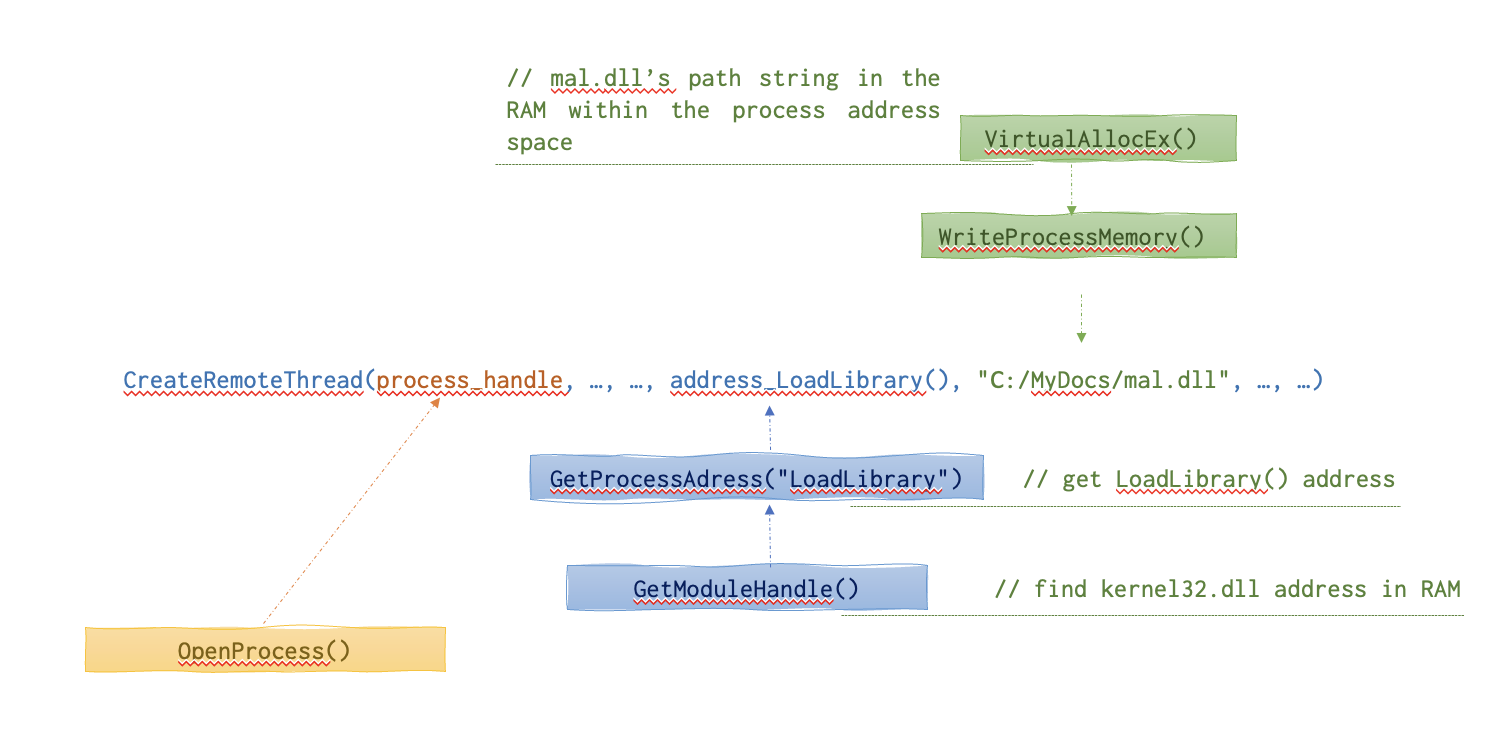 // mal.dll’s path string in the
RAM within the process address
space
VirtualAllocEx()
WriteProcessMemory()
CreateRemoteThread(process_handle, …, …, address_LoadLibrary(), "C:/MyDocs/mal.dll", …, …)
GetProcessAdress("LoadLibrary")
// get LoadLibrary() address
GetModuleHandle()
// find kernel32.dll address in RAM
OpenProcess()